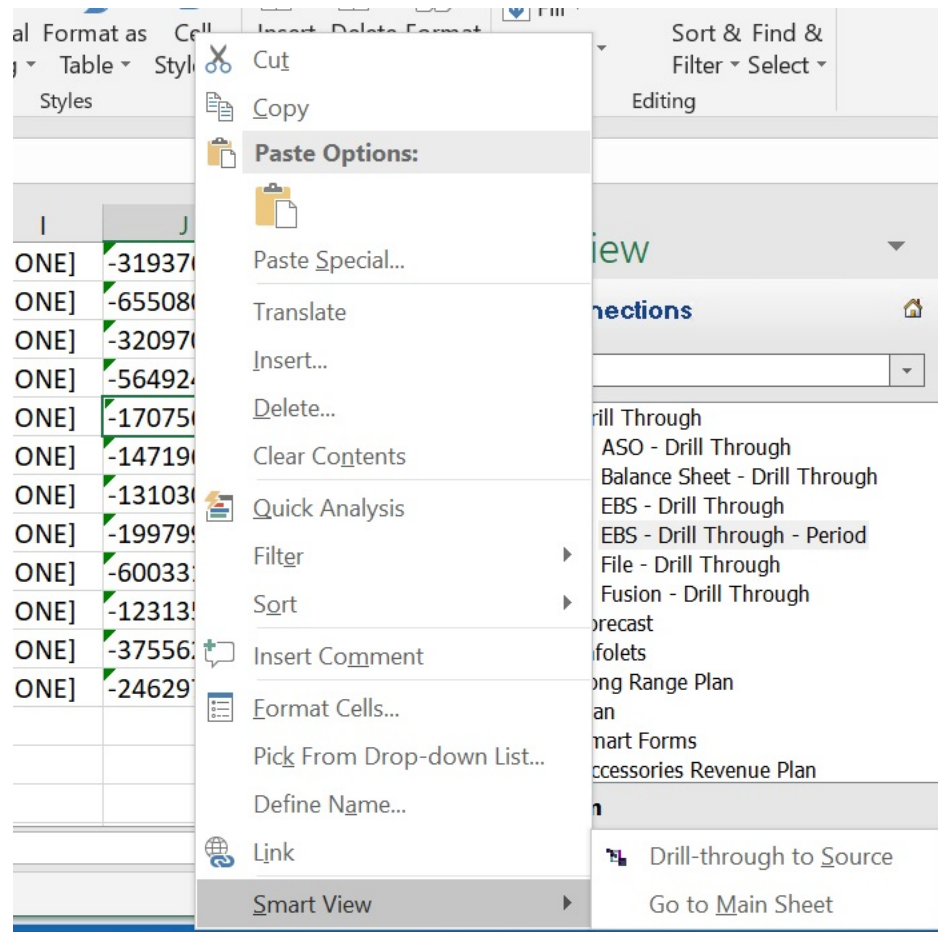 al Format as Cell Insert Delete Format Fill Sort & Find &
Table Filter Select
Styles Editing
I J
ONE] -31937
ONE] -65508
ONE] -32097
ONE] -56492
ONE] -17075
ONE] -14719
ONE] -13103
ONE] -19979
ONE] -60033
ONE] -12313
ONE] -37556
ONE] -24629
Cut
Copy
Paste Options:
Paste Special...
Translate
Insert...
Delete...
Clear Contents
Quick Analysis
Filter
Sort
Insert Comment
Format Cells...
Pick From Drop-down List...
Define Name...
Link
Smart View
Drill-through to Source
Go to Main Sheet
iew
nections
rill Through
ASO - Drill Through
Balance Sheet - Drill Through
EBS - Drill Through
EBS - Drill Through - Period
File - Drill Through
Fusion - Drill Through
orecast
folets
ong Range Plan
an
mart Forms
ccessories Revenue Plan
n